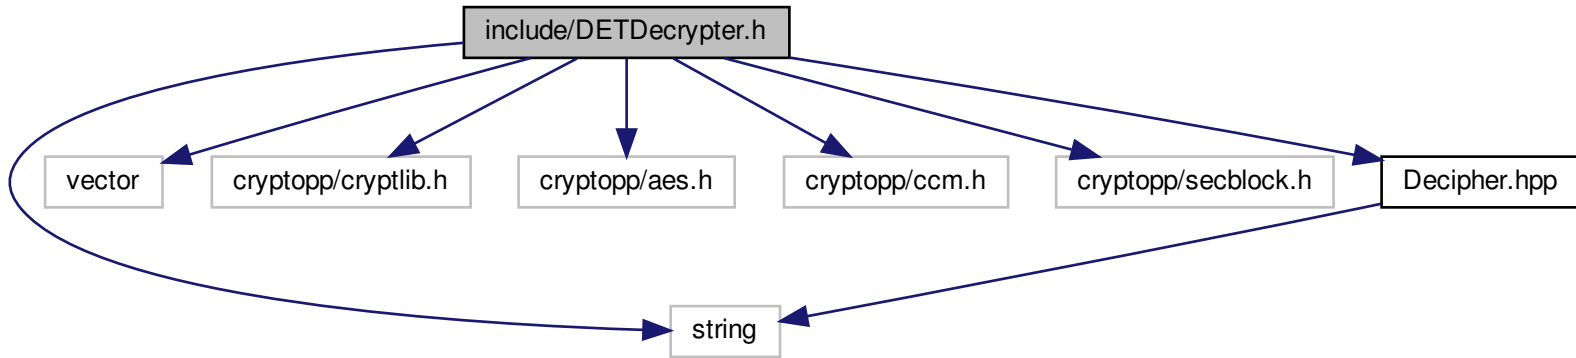 include/DETDecrypter.h
vector
cryptopp/cryptlib.h
cryptopp/aes.h
cryptopp/ccm.h
cryptopp/secblock.h
Decipher.hpp
string